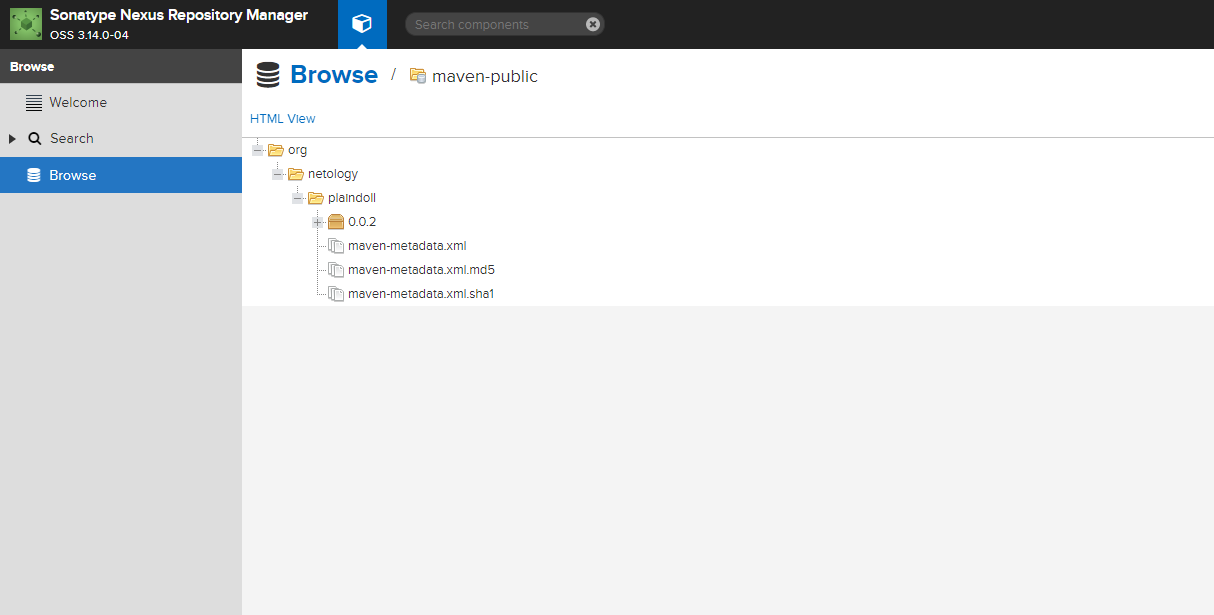 Sonatype Nexus Repository Manager
OSS 3.14.0-04
Search components
Browse
Welcome
Search
Browse
Browse / maven-public
HTML View
org
netology
plaindoll
0.0.2
maven-metadata.xml
maven-metadata.xml.md5
maven-metadata.xml.sha1